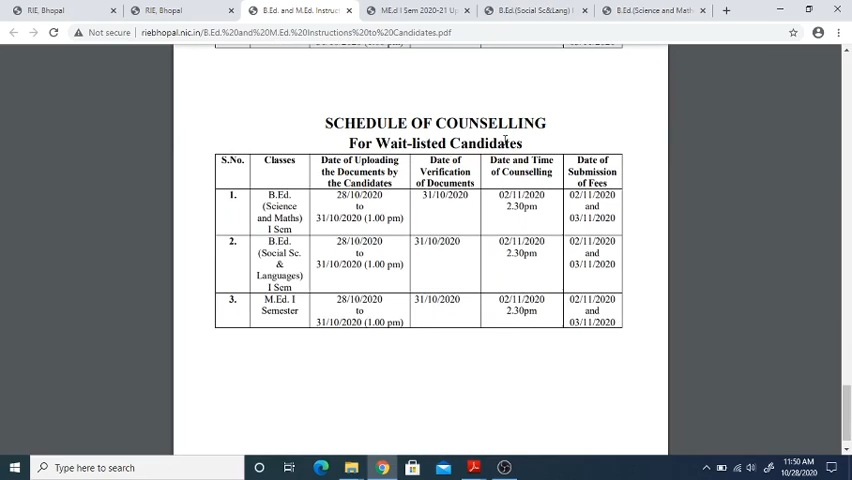 RIE, Bhopal
RIE, Bhopal
B.Ed. and M.Ed. Instruct
ME.d I Sem 2020-21 Up
B.Ed.(Social Sc&Lang) I
B.Ed.(Science and Math
Not secure
riebhopal.nic.in/B.Ed.%20and%20M.Ed.%20Instructions%20to%20Candidates.pdf
SCHEDULE OF COUNSELLING
For Wait-listed Candidates
S.No. Classes Date of Uploading Date of Date and Time Date of
the Documents by Verification of Counselling Submission
the Candidates of Documents of Fees
1. B.Ed. 28/10/2020 31/10/2020 02/11/2020 02/11/2020
(Science to 2.30pm and
and Maths) 31/10/2020 (1.00 pm) 03/11/2020
I Sem
2. B.Ed. 28/10/2020 31/10/2020 02/11/2020 02/11/2020
(Social Sc. to 2.30pm and
& 31/10/2020 (1.00 pm) 03/11/2020
Languages)
I Sem
3. M.Ed. I 28/10/2020 31/10/2020 02/11/2020 02/11/2020
Semester to 2.30pm and
31/10/2020 (1.00 pm) 03/11/2020
Type here to search
11:50 AM
10/28/2020